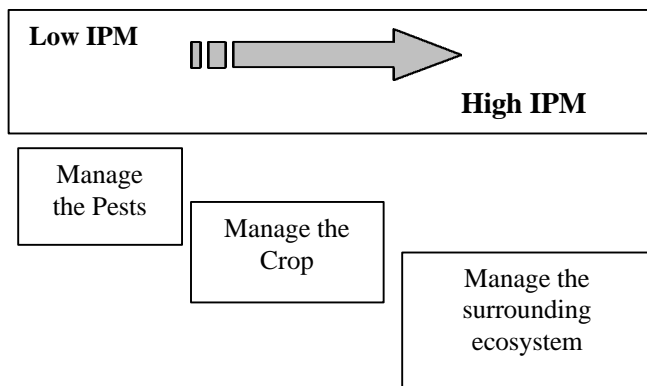 Low IPM
High IPM
Manage
the Pests
Manage the
Crop
Manage the
surrounding
ecosystem